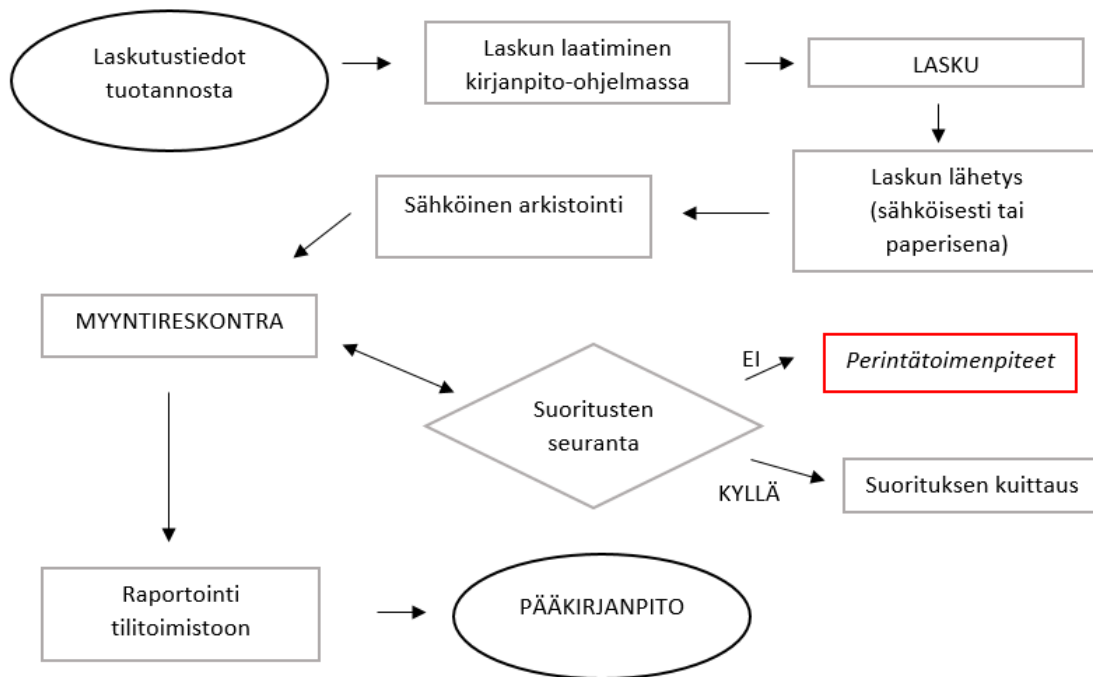 Laskutustiedot
tuotannosta
Laskun laatiminen
kirjanpito-ohjelmassa
LASKU
Laskun lähetys
(sähköisesti tai
paperisena)
Sähköinen arkistointi
MYYNTIRESKONTRA
Suoritusten
seuranta
EI
Perintätoimenpiteet
KYLLÄ
Suorituksen kuittaus
Raportointi
tilitoimistoon
PÄÄKIRJANPITO